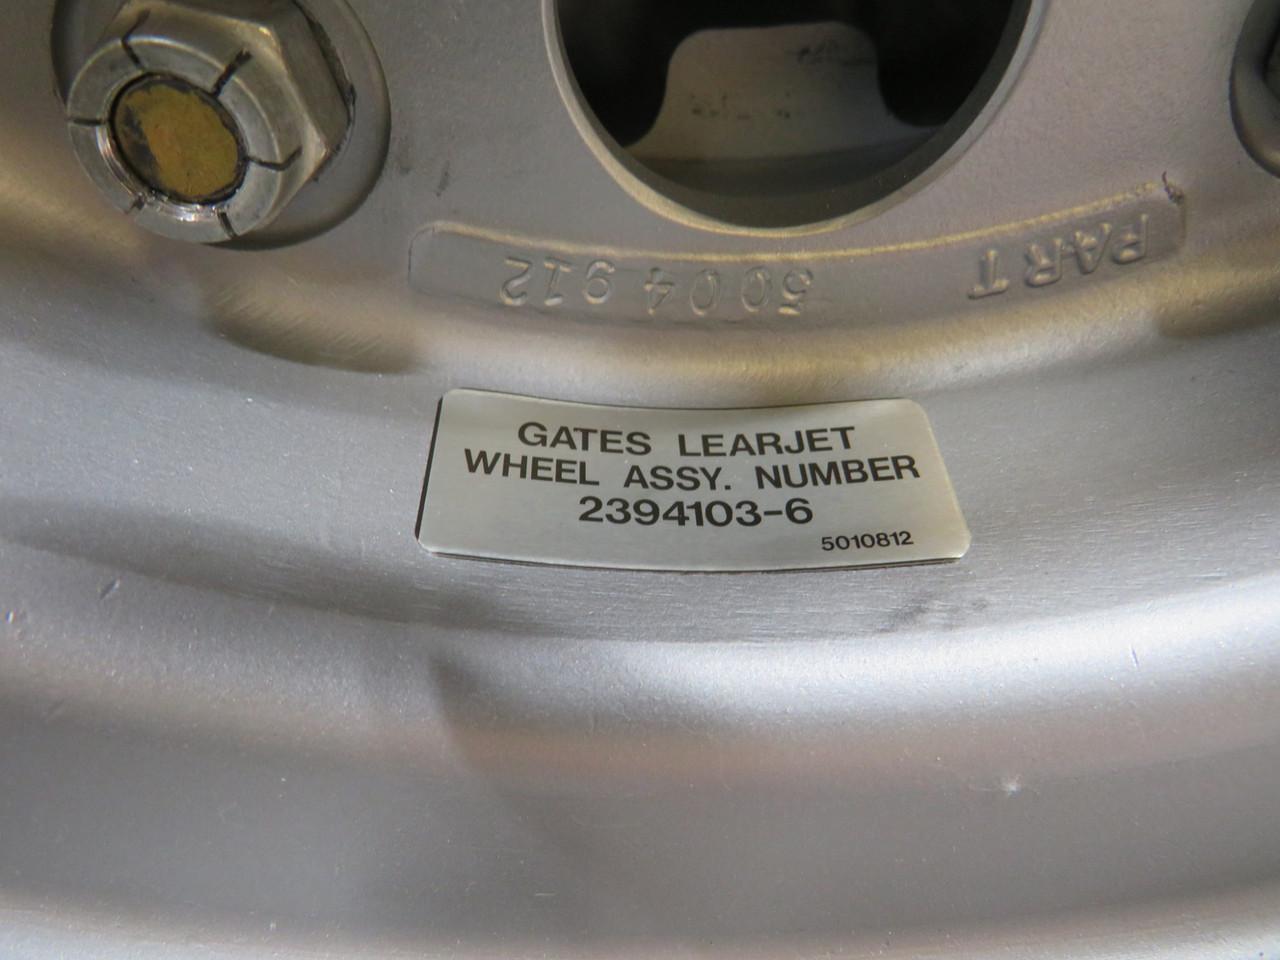 PART 5004912
GATES LEARJET
WHEEL ASSY. NUMBER
2394103-6
5010812